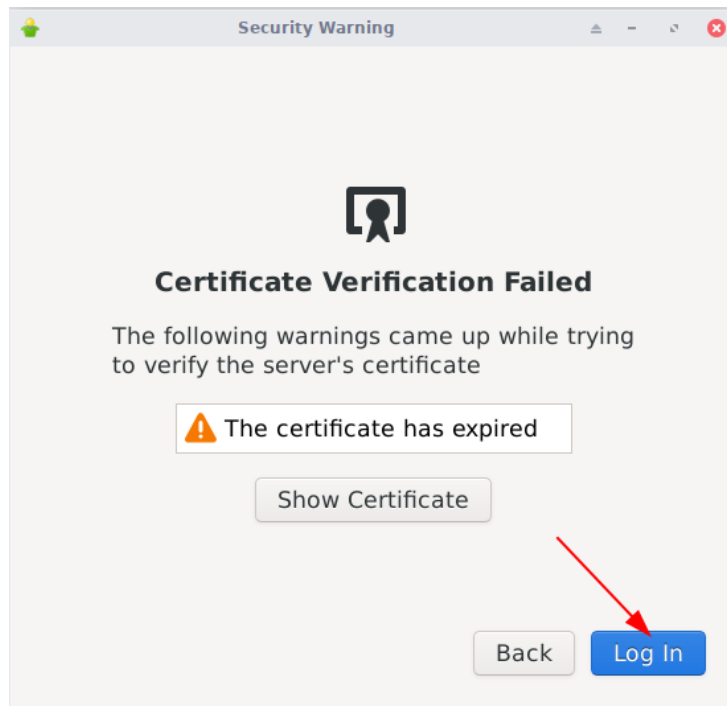 Security Warning
Certificate Verification Failed
The following warnings came up while trying
to verify the server's certificate
The certificate has expired
Show Certificate
Back
Log In